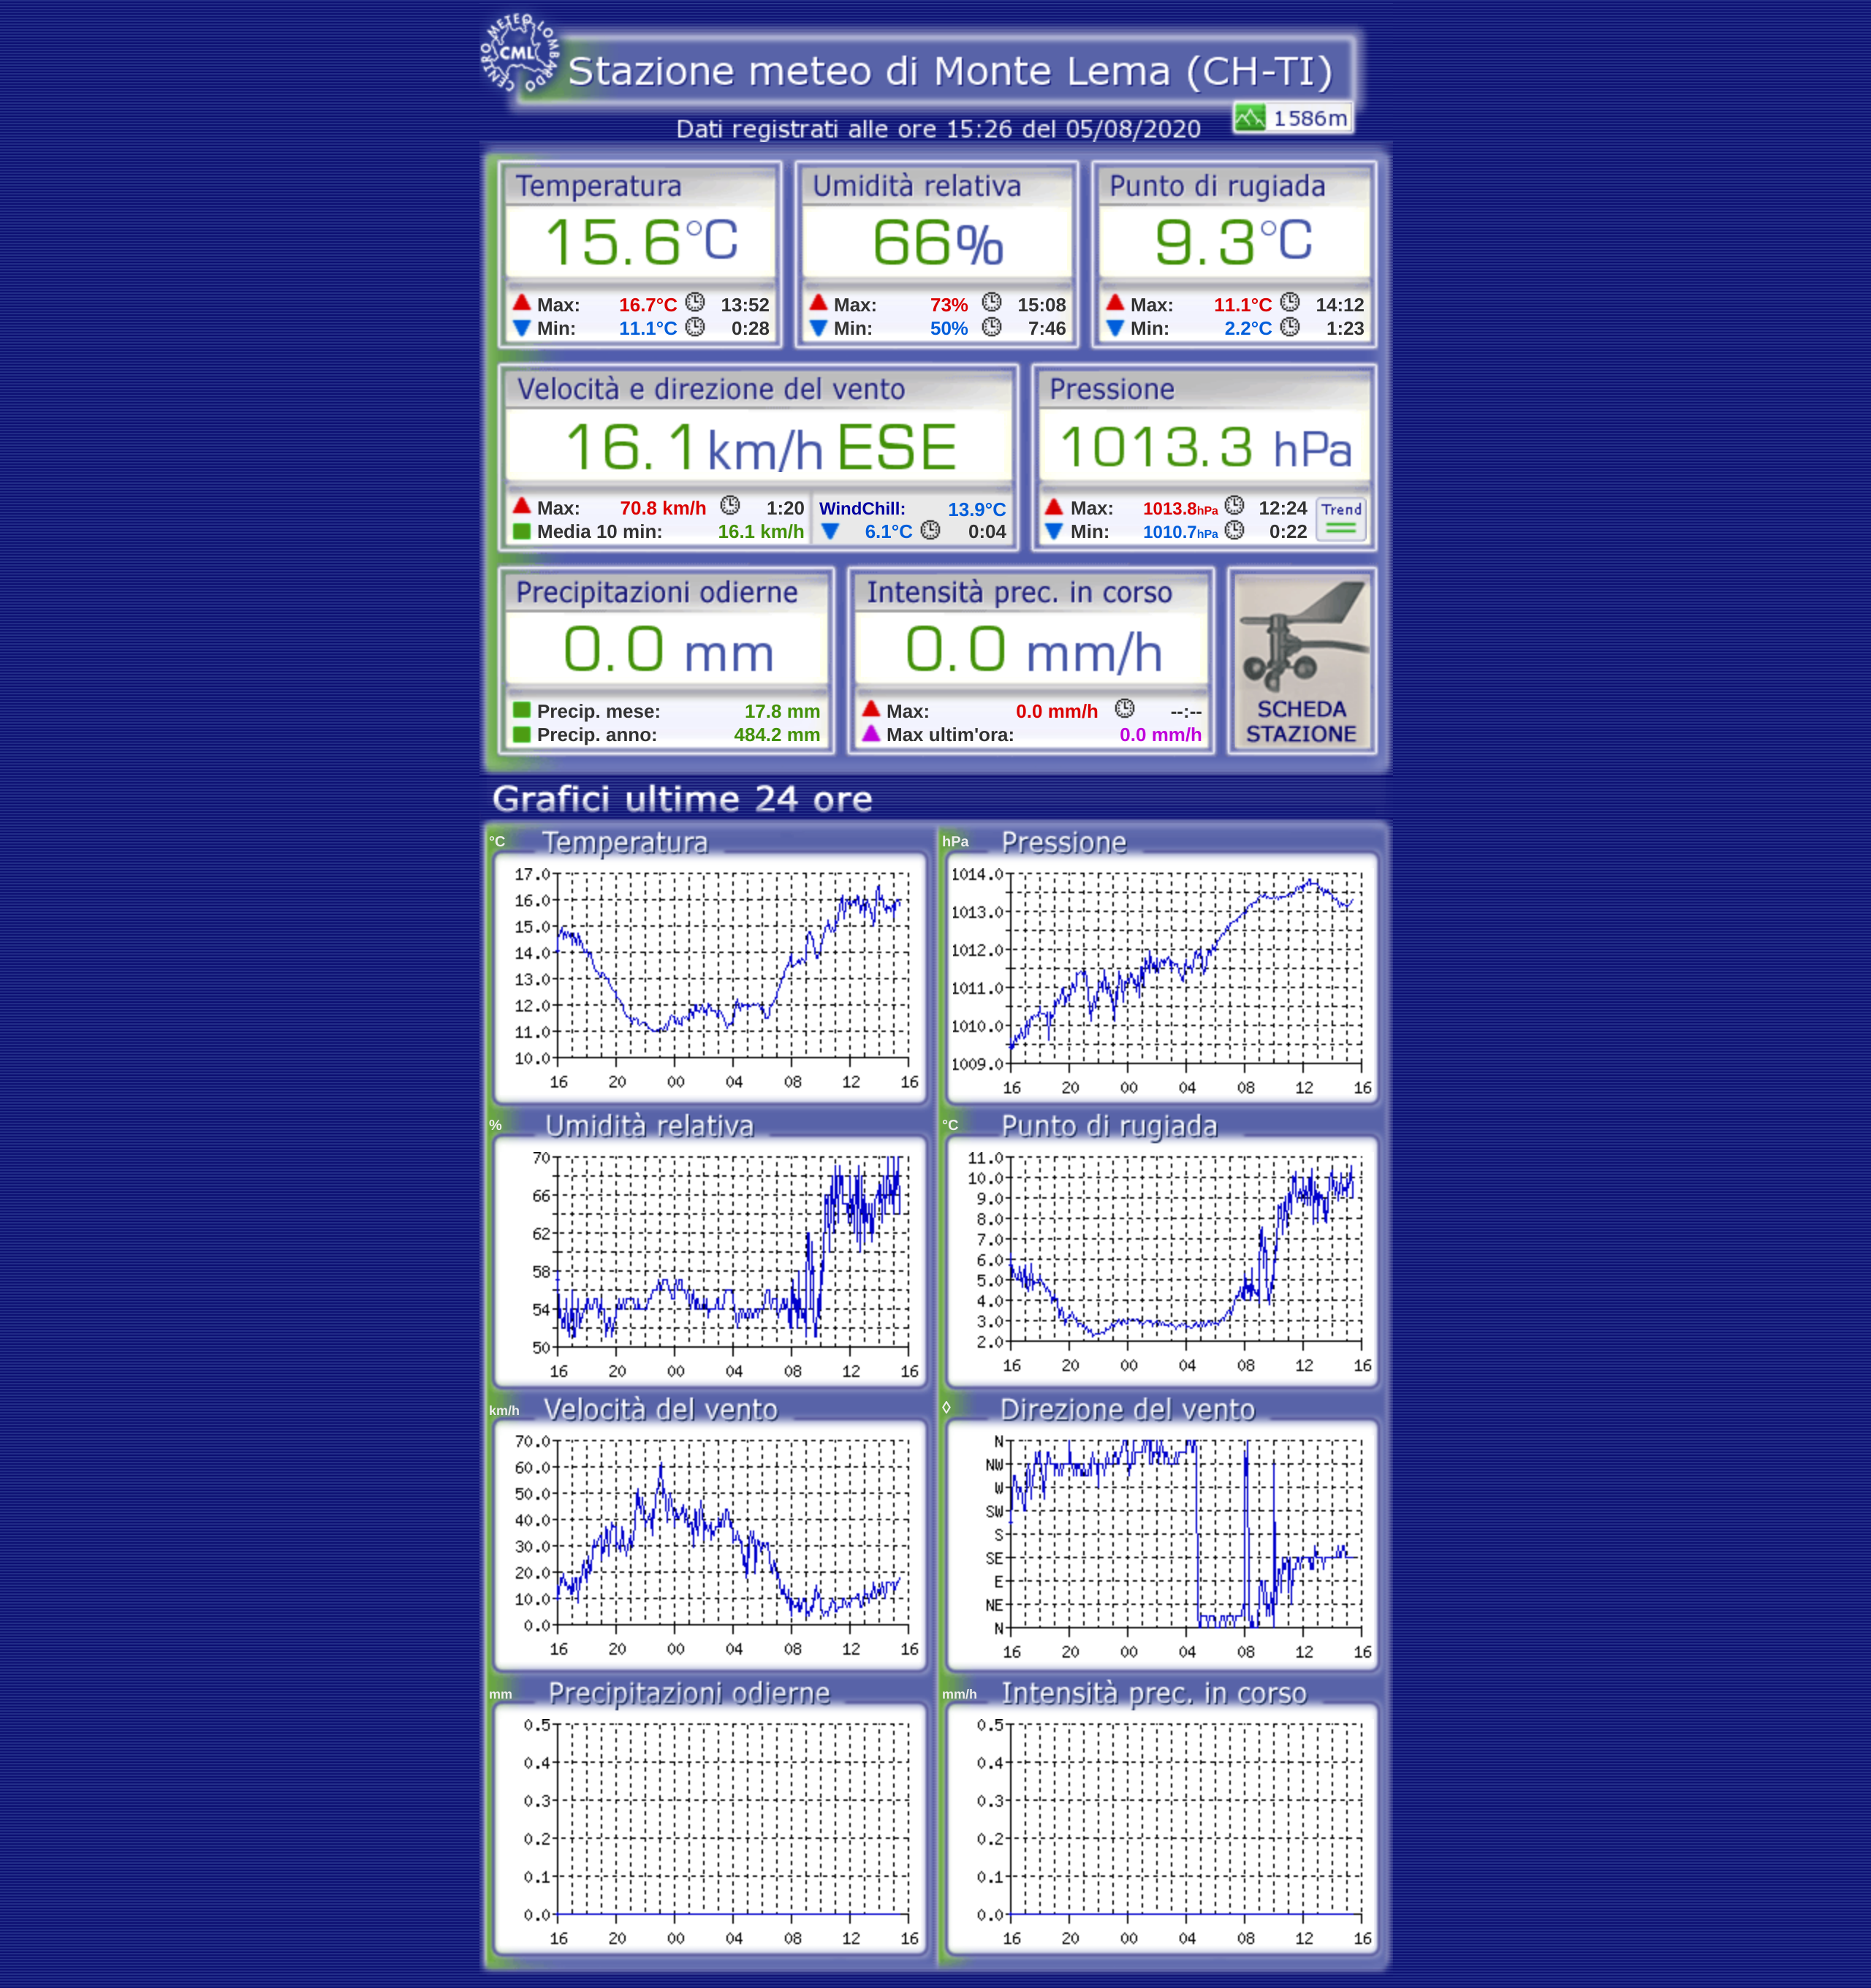 CENTRO METEO LOMBARDO
CML
Stazione meteo di Monte Lema (CH-TI)
1586m
Dati registrati alle ore 15:26 del 05/08/2020
Temperatura
15.6°C
Max: 16.7°C 13:52
Min: 11.1°C 0:28
Umidità relativa
66%
Max: 73% 15:08
Min: 50% 7:46
Punto di rugiada
9.3°C
Max: 11.1°C 14:12
Min: 2.2°C 1:23
Velocità e direzione del vento
16.1 km/h ESE
Max: 70.8 km/h 1:20
Media 10 min: 16.1 km/h
WindChill: 13.9°C
6.1°C 0:04
Pressione
1013.3 hPa
Max: 1013.8hPa 12:24
Min: 1010.7hPa 0:22
Trend
Precipitazioni odierne
0.0 mm
Precip. mese: 17.8 mm
Precip. anno: 484.2 mm
Intensità prec. in corso
0.0 mm/h
Max: 0.0 mm/h --:--
Max ultim'ora: 0.0 mm/h
SCHEDA
STAZIONE
Grafici ultime 24 ore
°C Temperatura
17.0
16.0
15.0
14.0
13.0
12.0
11.0
10.0
16 20 00 04 08 12 16
hPa Pressione
1014.0
1013.0
1012.0
1011.0
1010.0
1009.0
16 20 00 04 08 12 16
% Umidità relativa
70
66
62
58
54
50
16 20 00 04 08 12 16
°C Punto di rugiada
11.0
10.0
9.0
8.0
7.0
6.0
5.0
4.0
3.0
2.0
16 20 00 04 08 12 16
km/h Velocità del vento
70.0
60.0
50.0
40.0
30.0
20.0
10.0
0.0
16 20 00 04 08 12 16
◊ Direzione del vento
N
NW
W
SW
S
SE
E
NE
N
16 20 00 04 08 12 16
mm Precipitazioni odierne
0.5
0.4
0.3
0.2
0.1
0.0
16 20 00 04 08 12 16
mm/h Intensità prec. in corso
0.5
0.4
0.3
0.2
0.1
0.0
16 20 00 04 08 12 16